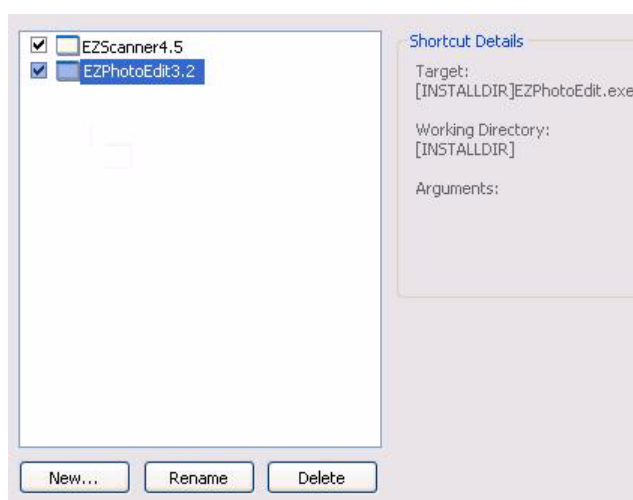 EZScanner4.5
EZPhotoEdit3.2
Shortcut Details
Target:
[INSTALLDIR]EZPhotoEdit.exe
Working Directory:
[INSTALLDIR]
Arguments:
New...
Rename
Delete